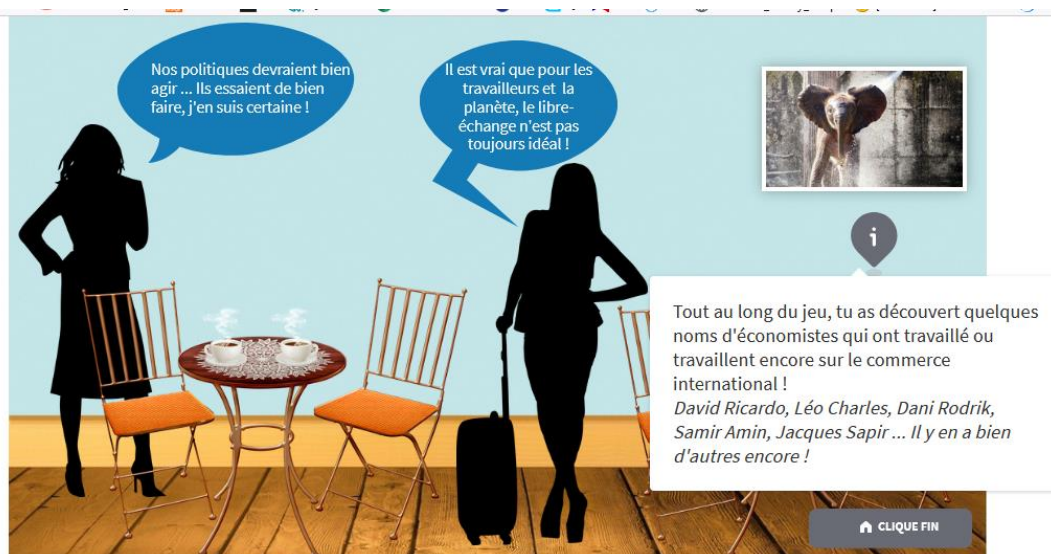 Nos politiques devraient bien
agir ... Ils essaient de bien
faire, j'en suis certaine !
Il est vrai que pour les
travailleurs et la
planète, le libre-
échange n'est pas
toujours idéal !
i
Tout au long du jeu, tu as découvert quelques
noms d'économistes qui ont travaillé ou
travaillent encore sur le commerce
international !
David Ricardo, Léo Charles, Dani Rodrik,
Samir Amin, Jacques Sapir ... Il y en a bien
d'autres encore !
CLIQUE FIN